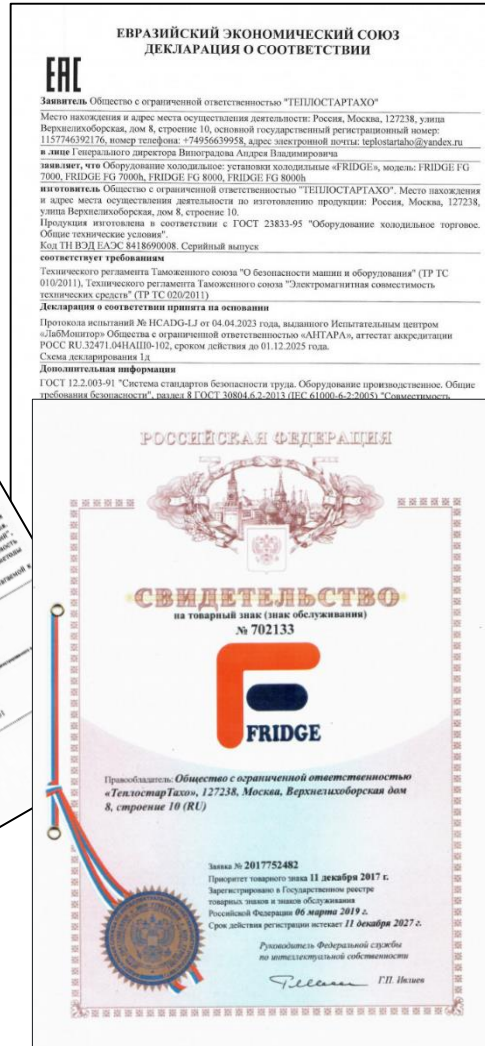 ЕВРАЗИЙСКИЙ ЭКОНОМИЧЕСКИЙ СОЮЗ
ДЕКЛАРАЦИЯ О СООТВЕТСТВИИ
ЕАС
Заявитель Общество с ограниченной ответственностью "ТЕПЛОСТАРТАХО"
Место нахождения и адрес места осуществления деятельности: Россия, Москва, 127238, улица
Верхнелихоборская, дом 8, строение 10, основной государственный регистрационный номер:
1157746392176, номер телефона: +74956639958, адрес электронной почты: teplostartaho@yandex.ru
в лице Генерального директора Виноградова Андрея Владимировича
заявляет, что Оборудование холодильное: установки холодильные «FRIDGE», модель: FRIDGE FG
7000, FRIDGE FG 7000h, FRIDGE FG 8000, FRIDGE FG 8000h
изготовитель Общество с ограниченной ответственностью "ТЕПЛОСТАРТАХО". Место нахождения
и адрес места осуществления деятельности по изготовлению продукции: Россия, Москва, 127238,
улица Верхнелихоборская, дом 8, строение 10.
Продукция изготовлена в соответствии с ГОСТ 23833-95 "Оборудование холодильное торговое.
Общие технические условия".
Код ТН ВЭД ЕАЭС 8418690008. Серийный выпуск
соответствует требованиям
Технического регламента Таможенного союза "О безопасности машин и оборудования" (ТР ТС
010/2011), Технического регламента Таможенного союза "Электромагнитная совместимость
технических средств" (ТР ТС 020/2011)
Декларация о соответствии принята на основании
Протокола испытаний № HCADG-LJ от 04.04.2023 года, выданного Испытательным центром
«ЛабМонитор» Общества с ограниченной ответственностью «АНТАРА», аттестат аккредитации
РОСС RU.32471.04НАШ0-102, сроком действия до 01.12.2025 года.
Схема декларирования 1д
Дополнительная информация
ГОСТ 12.2.003-91 "Система стандартов безопасности труда. Оборудование производственное. Общие
требования безопасности", раздел 8 ГОСТ 30804.6.2-2013 (IEC 61000-6-2:2005) "Совместимость
РОССИЙСКАЯ ФЕДЕРАЦИЯ
СВИДЕТЕЛЬСТВО
на товарный знак (знак обслуживания)
№ 702133
FRIDGE
Правообладатель: Общество с ограниченной ответственностью
«ТеплостарТахо», 127238, Москва, Верхнелихоборская дом
8, строение 10 (RU)
Заявка № 2017752482
Приоритет товарного знака 11 декабря 2017 г.
Зарегистрировано в Государственном реестре
товарных знаков и знаков обслуживания
Российской Федерации 06 марта 2019 г.
Срок действия регистрации истекает 11 декабря 2027 г.
Руководитель Федеральной службы
по интеллектуальной собственности
Г.П. Ивлиев